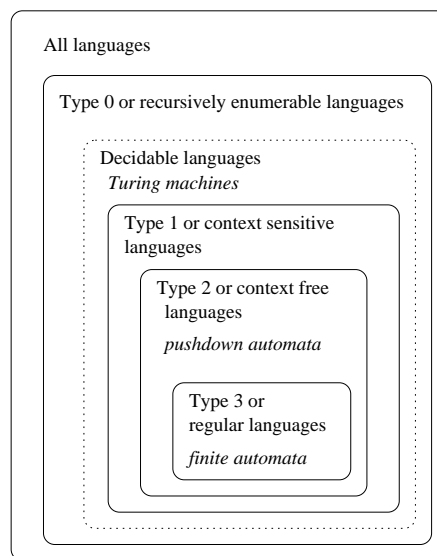 All languages
Type 0 or recursively enumerable languages
Decidable languages
Turing machines
Type 1 or context sensitive
languages
Type 2 or context free
languages
pushdown automata
Type 3 or
regular languages
finite automata